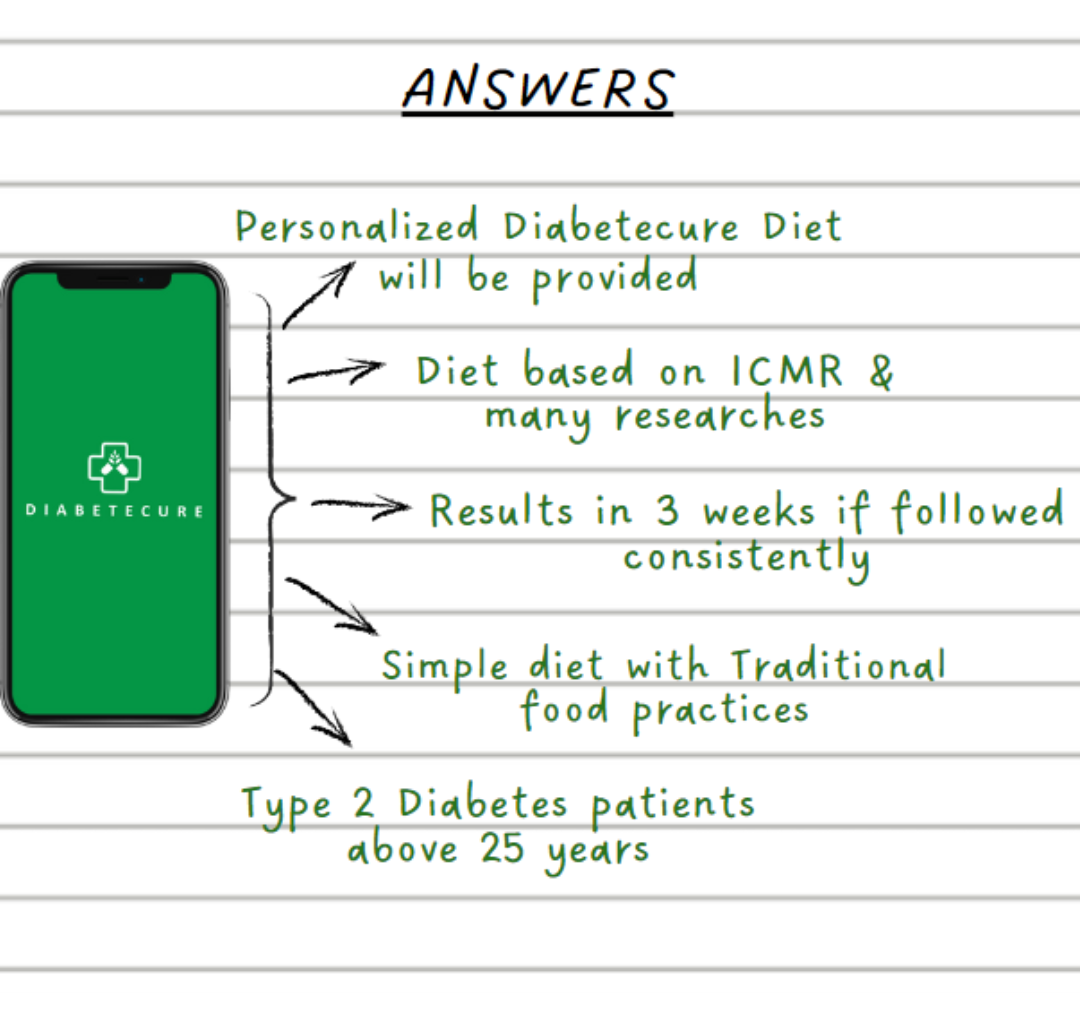 ANSWERS
Personalized Diabetecure Diet
will be provided
Diet based on ICMR &
many researches
DIABETECURE
Results in 3 weeks if followed
consistently
Simple diet with Traditional
food practices
Type 2 Diabetes patients
above 25 years